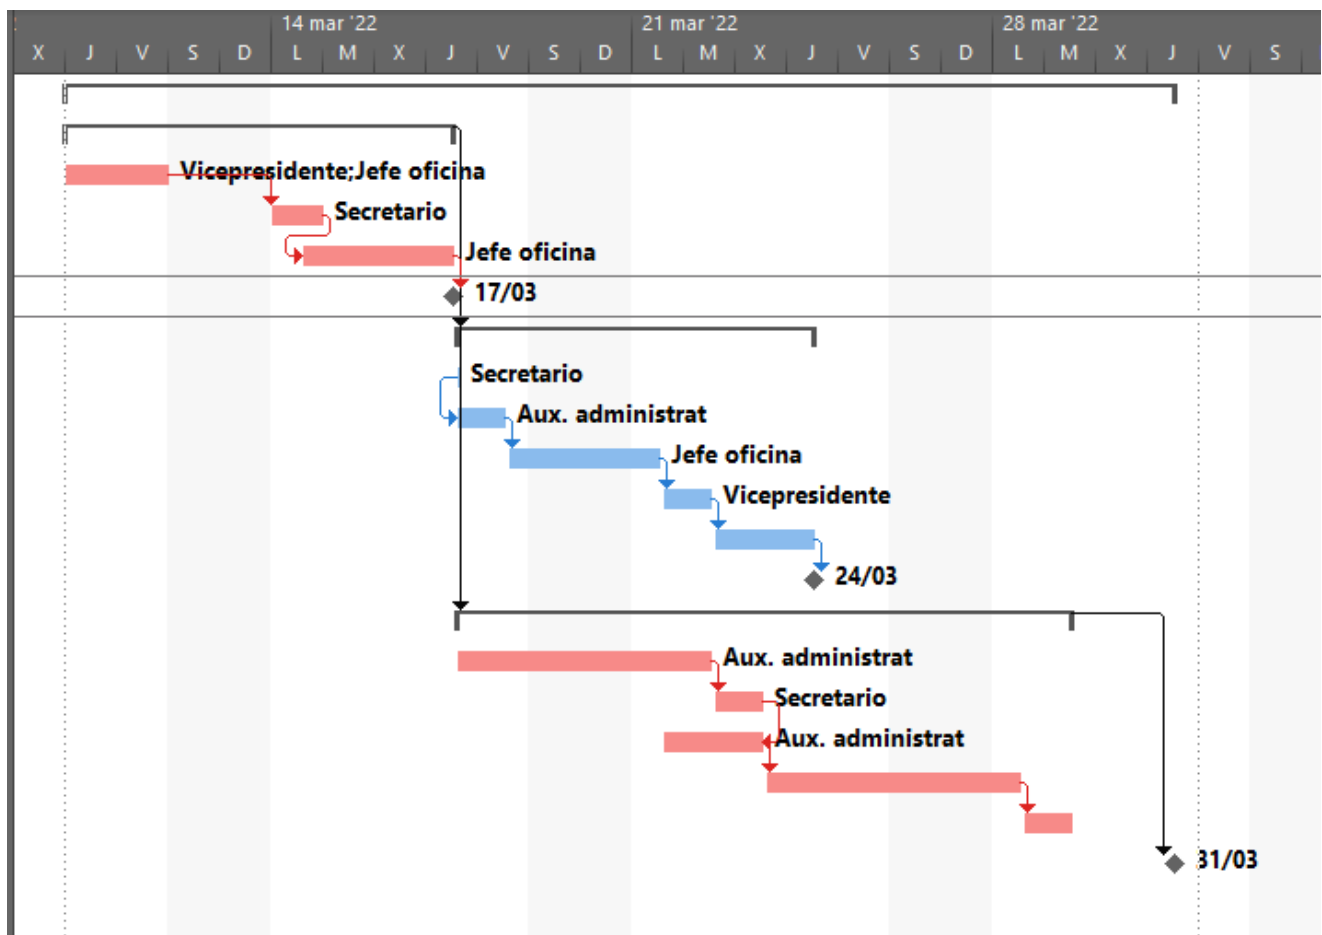 14 mar '22 21 mar '22 28 mar '22
X J V S D L M X J V S D L M X J V S D L M X J V S
Vicepresidente;Jefe oficina
Secretario
Jefe oficina
17/03
Secretario
Aux. administrat
Jefe oficina
Vicepresidente
24/03
Aux. administrat
Secretario
Aux. administrat
31/03